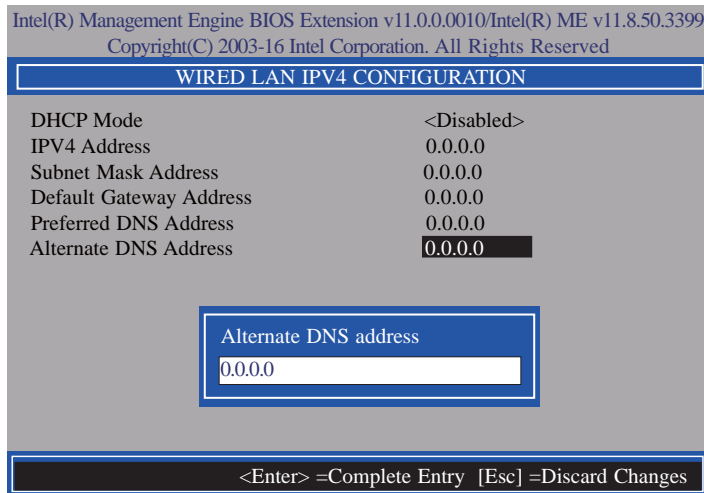 Intel(R) Management Engine BIOS Extension v11.0.0.0010/Intel(R) ME v11.8.50.3399
Copyright(C) 2003-16 Intel Corporation. All Rights Reserved
WIRED LAN IPV4 CONFIGURATION
DHCP Mode <Disabled>
IPV4 Address 0.0.0.0
Subnet Mask Address 0.0.0.0
Default Gateway Address 0.0.0.0
Preferred DNS Address 0.0.0.0
Alternate DNS Address 0.0.0.0
Alternate DNS address
0.0.0.0
<Enter> =Complete Entry [Esc] =Discard Changes